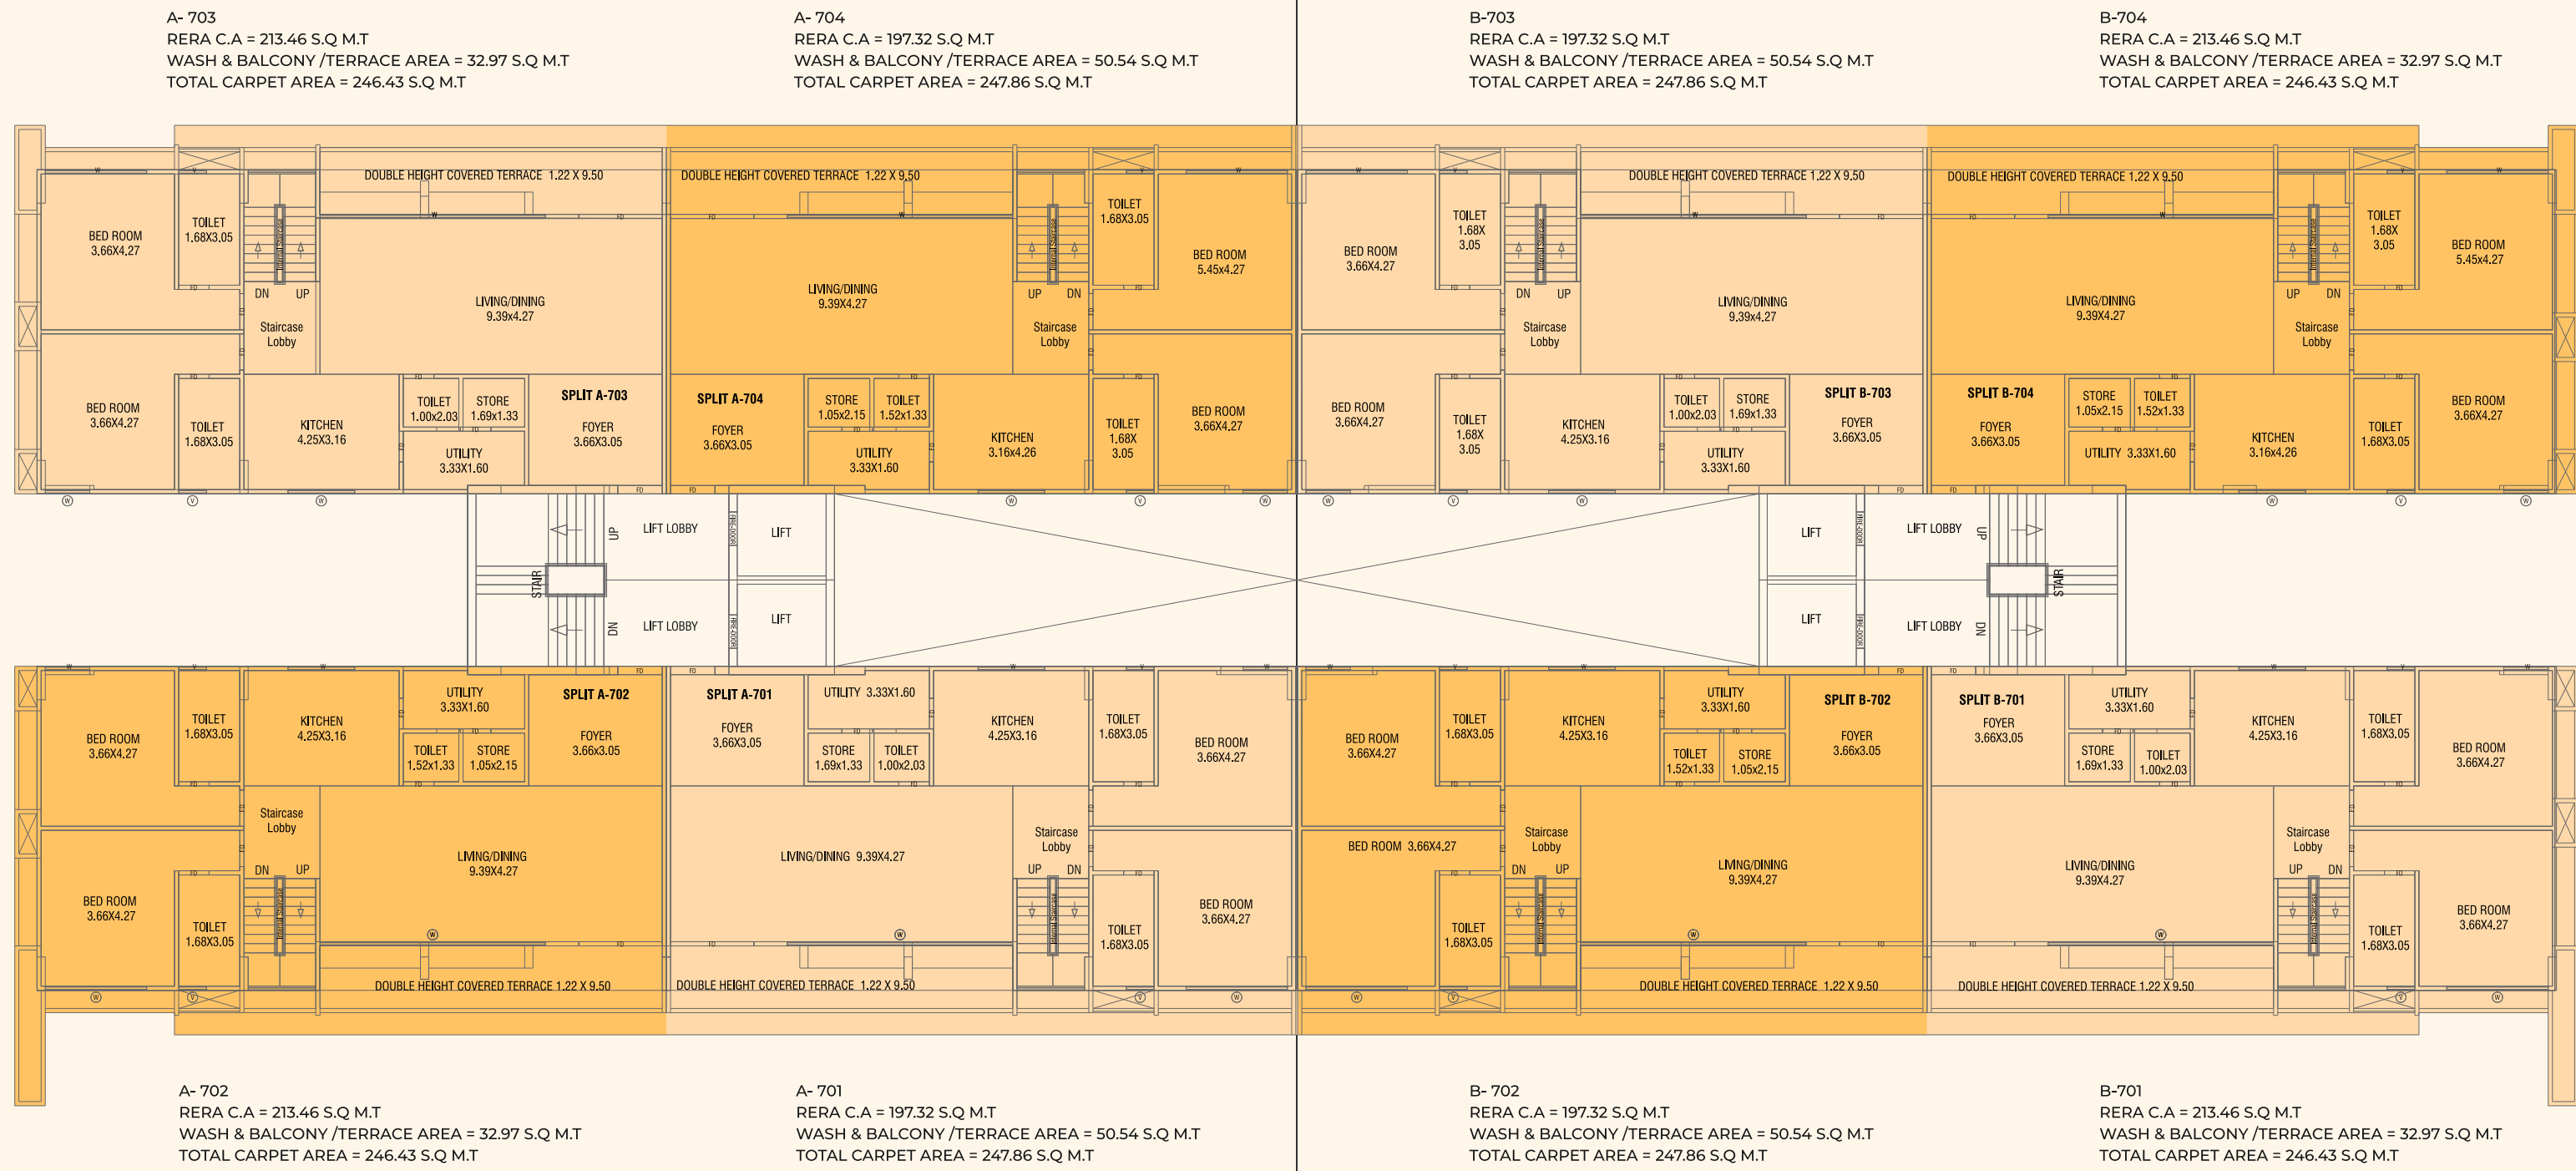 A- 703
RERA C.A = 213.46 S.Q M.T
WASH & BALCONY /TERRACE AREA = 32.97 S.Q M.T
TOTAL CARPET AREA = 246.43 S.Q M.T
A- 704
RERA C.A = 197.32 S.Q M.T
WASH & BALCONY /TERRACE AREA = 50.54 S.Q M.T
TOTAL CARPET AREA = 247.86 S.Q M.T
B-703
RERA C.A = 197.32 S.Q M.T
WASH & BALCONY /TERRACE AREA = 50.54 S.Q M.T
TOTAL CARPET AREA = 247.86 S.Q M.T
B-704
RERA C.A = 213.46 S.Q M.T
WASH & BALCONY /TERRACE AREA = 32.97 S.Q M.T
TOTAL CARPET AREA = 246.43 S.Q M.T
DOUBLE HEIGHT COVERED TERRACE 1.22 X 9.50
BED ROOM
3.66X4.27
TOILET
1.68X3.05
Internal Staircase
DN UP
Staircase
Lobby
LIVING/DINING
9.39x4.27
BED ROOM
3.66X4.27
TOILET
1.68X3.05
KITCHEN
4.25X3.16
TOILET
1.00x2.03
STORE
1.69x1.33
UTILITY
3.33X1.60
SPLIT A-703
FOYER
3.66X3.05
DOUBLE HEIGHT COVERED TERRACE 1.22 X 9.50
LIVING/DINING
9.39X4.27
Internal Staircase
UP DN
Staircase
Lobby
TOILET
1.68X3.05
BED ROOM
5.45x4.27
SPLIT A-704
FOYER
3.66X3.05
STORE
1.05x2.15
TOILET
1.52x1.33
UTILITY
3.33X1.60
KITCHEN
3.16x4.26
TOILET
1.68X
3.05
BED ROOM
3.66X4.27
DOUBLE HEIGHT COVERED TERRACE 1.22 X 9.50
BED ROOM
3.66X4.27
TOILET
1.68X
3.05
Internal Staircase
DN UP
Staircase
Lobby
LIVING/DINING
9.39x4.27
BED ROOM
3.66X4.27
TOILET
1.68X
3.05
KITCHEN
4.25X3.16
TOILET
1.00x2.03
STORE
1.69x1.33
UTILITY
3.33X1.60
SPLIT B-703
FOYER
3.66X3.05
DOUBLE HEIGHT COVERED TERRACE 1.22 X 9.50
LIVING/DINING
9.39X4.27
Internal Staircase
UP DN
Staircase
Lobby
TOILET
1.68X
3.05
BED ROOM
5.45x4.27
SPLIT B-704
FOYER
3.66X3.05
STORE
1.05x2.15
TOILET
1.52x1.33
UTILITY 3.33X1.60
KITCHEN
3.16x4.26
TOILET
1.68X3.05
BED ROOM
3.66X4.27
STAIR
UP
DN
LIFT LOBBY
LIFT LOBBY
FIRE-DOOR
FIRE-DOOR
LIFT
LIFT
LIFT
LIFT
FIRE-DOOR
FIRE-DOOR
LIFT LOBBY
LIFT LOBBY
UP
DN
STAIR
BED ROOM
3.66X4.27
TOILET
1.68X3.05
KITCHEN
4.25X3.16
UTILITY
3.33X1.60
TOILET
1.52x1.33
STORE
1.05x2.15
SPLIT A-702
FOYER
3.66x3.05
Staircase
Lobby
DN UP
Internal Staircase
LIVING/DINING
9.39X4.27
BED ROOM
3.66X4.27
TOILET
1.68X3.05
DOUBLE HEIGHT COVERED TERRACE 1.22 X 9.50
SPLIT A-701
FOYER
3.66X3.05
UTILITY 3.33X1.60
STORE
1.69x1.33
TOILET
1.00x2.03
KITCHEN
4.25X3.16
TOILET
1.68X3.05
BED ROOM
3.66X4.27
LIVING/DINING 9.39X4.27
Staircase
Lobby
UP DN
Internal Staircase
TOILET
1.68X3.05
BED ROOM
3.66X4.27
DOUBLE HEIGHT COVERED TERRACE 1.22 X 9.50
BED ROOM
3.66X4.27
TOILET
1.68X3.05
KITCHEN
4.25X3.16
UTILITY
3.33X1.60
TOILET
1.52x1.33
STORE
1.05x2.15
SPLIT B-702
FOYER
3.66x3.05
BED ROOM 3.66X4.27
Staircase
Lobby
DN UP
Internal Staircase
LIVING/DINING
9.39X4.27
TOILET
1.68X3.05
DOUBLE HEIGHT COVERED TERRACE 1.22 X 9.50
SPLIT B-701
FOYER
3.66X3.05
UTILITY
3.33X1.60
STORE
1.69x1.33
TOILET
1.00x2.03
KITCHEN
4.25X3.16
TOILET
1.68X3.05
BED ROOM
3.66X4.27
LIVING/DINING
9.39X4.27
Staircase
Lobby
UP DN
Internal Staircase
TOILET
1.68X3.05
BED ROOM
3.66X4.27
DOUBLE HEIGHT COVERED TERRACE 1.22 X 9.50
A- 702
RERA C.A = 213.46 S.Q M.T
WASH & BALCONY /TERRACE AREA = 32.97 S.Q M.T
TOTAL CARPET AREA = 246.43 S.Q M.T
A- 701
RERA C.A = 197.32 S.Q M.T
WASH & BALCONY /TERRACE AREA = 50.54 S.Q M.T
TOTAL CARPET AREA = 247.86 S.Q M.T
B- 702
RERA C.A = 197.32 S.Q M.T
WASH & BALCONY /TERRACE AREA = 50.54 S.Q M.T
TOTAL CARPET AREA = 247.86 S.Q M.T
B-701
RERA C.A = 213.46 S.Q M.T
WASH & BALCONY /TERRACE AREA = 32.97 S.Q M.T
TOTAL CARPET AREA = 246.43 S.Q M.T